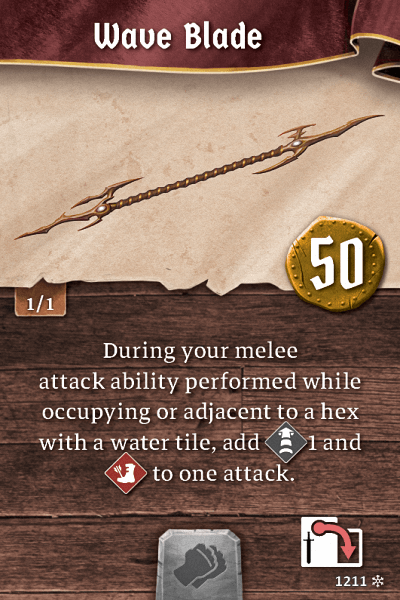 Wave Blade
50
1/1
During your melee
attack ability performed while
occupying or adjacent to a hex
with a water tile, add 1 and
to one attack.
1211